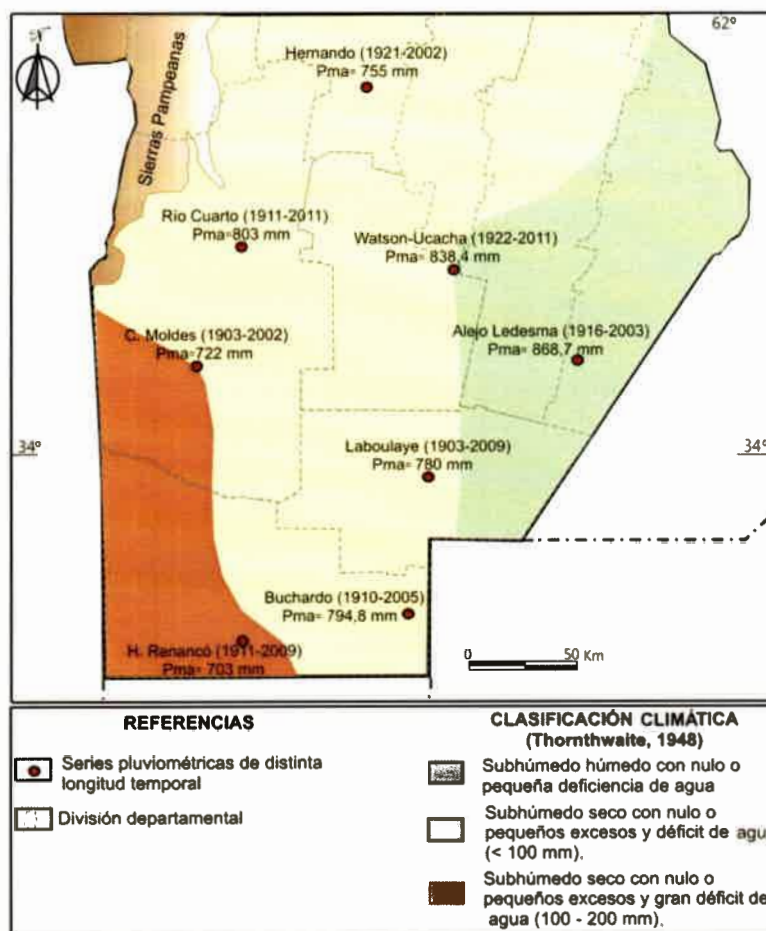 62°
Hernando (1921-2002)
Pma= 755 mm
Sierras Pampeanas
Río Cuarto (1911-2011)
Pma=803 mm
Watson-Ucacha (1922-2011)
Pma= 838,4 mm
C. Moldes (1903-2002)
Pma=722 mm
Alejo Ledesma (1916-2003)
Pma= 868,7 mm
34°
34°
Laboulaye (1903-2009)
Pma= 780 mm
Buchardo (1910-2005)
Pma= 794,8 mm
H. Renancó (1911-2009)
Pma= 703 mm
0 50 Km
REFERENCIAS
Series pluviométricas de distinta
longitud temporal
División departamental
CLASIFICACIÓN CLIMÁTICA
(Thornthwaite, 1948)
Subhúmedo húmedo con nulo o
pequeña deficiencia de agua
Subhúmedo seco con nulo o
pequeños excesos y déficit de agu
(< 100 mm).
Subhúmedo seco con nulo o
pequeños excesos y gran déficit de
agua (100 - 200 mm).